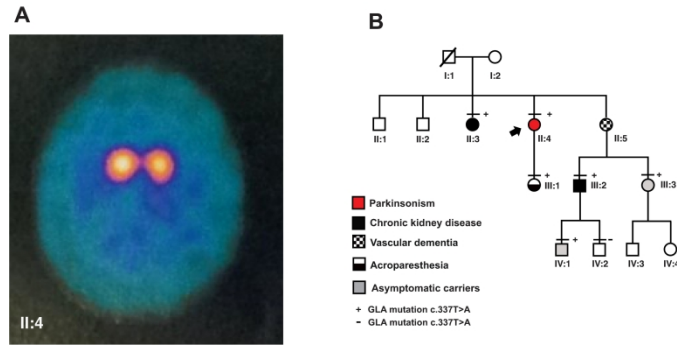 A
II:4
B
I:1
I:2
+
+
II:1
II:2
II:3
II:4
II:5
+
+
+
III:1
III:2
III:3
+
-
IV:1
IV:2
IV:3
IV:4
Parkinsonism
Chronic kidney disease
Vascular dementia
Acroparesthesia
Asymptomatic carriers
+ GLA mutation c.337T>A
- GLA mutation c.337T>A